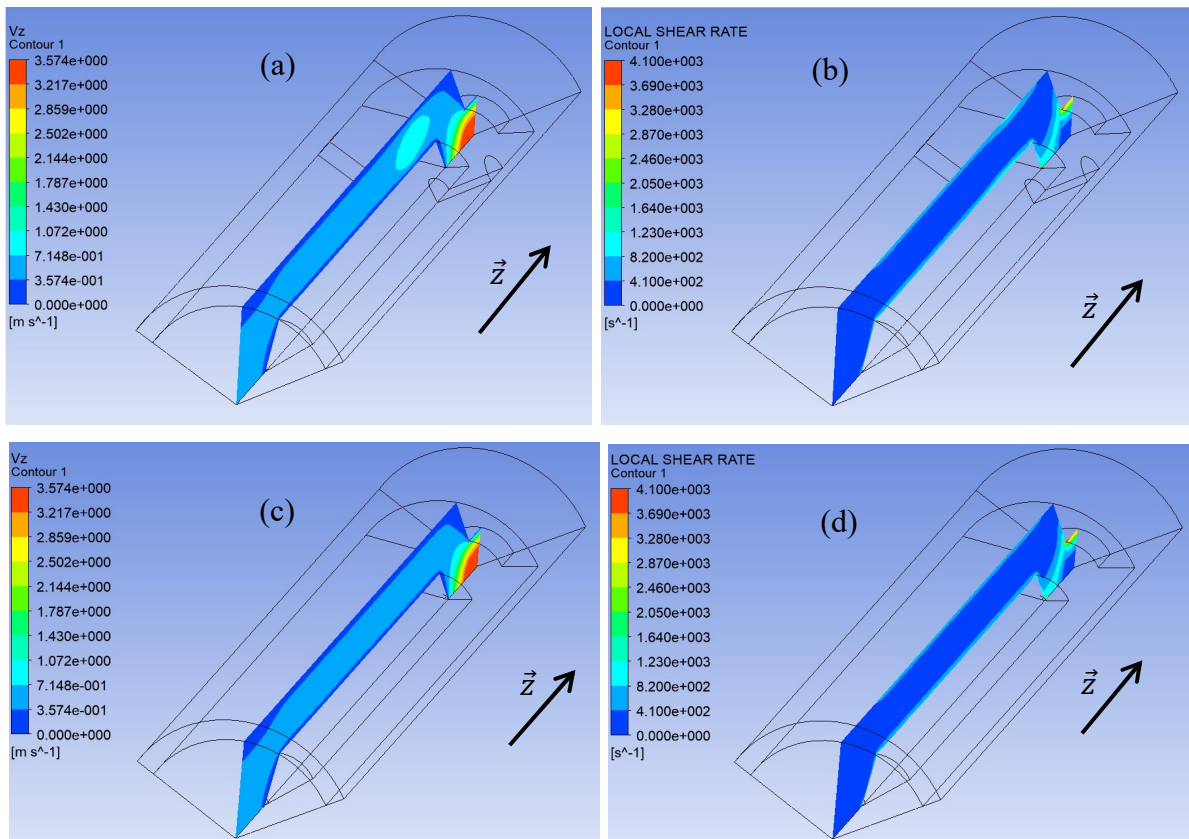 Vz
Contour 1
3.574e+000
3.217e+000
2.859e+000
2.502e+000
2.144e+000
1.787e+000
1.430e+000
1.072e+000
7.148e-001
3.574e-001
0.000e+000
[m s^-1]
(a)
z
LOCAL SHEAR RATE
Contour 1
4.100e+003
3.690e+003
3.280e+003
2.870e+003
2.460e+003
2.050e+003
1.640e+003
1.230e+003
8.200e+002
4.100e+002
0.000e+000
[s^-1]
(b)
z
Vz
Contour 1
3.574e+000
3.217e+000
2.859e+000
2.502e+000
2.144e+000
1.787e+000
1.430e+000
1.072e+000
7.148e-001
3.574e-001
0.000e+000
[m s^-1]
(c)
z
LOCAL SHEAR RATE
Contour 1
4.100e+003
3.690e+003
3.280e+003
2.870e+003
2.460e+003
2.050e+003
1.640e+003
1.230e+003
8.200e+002
4.100e+002
0.000e+000
[s^-1]
(d)
z